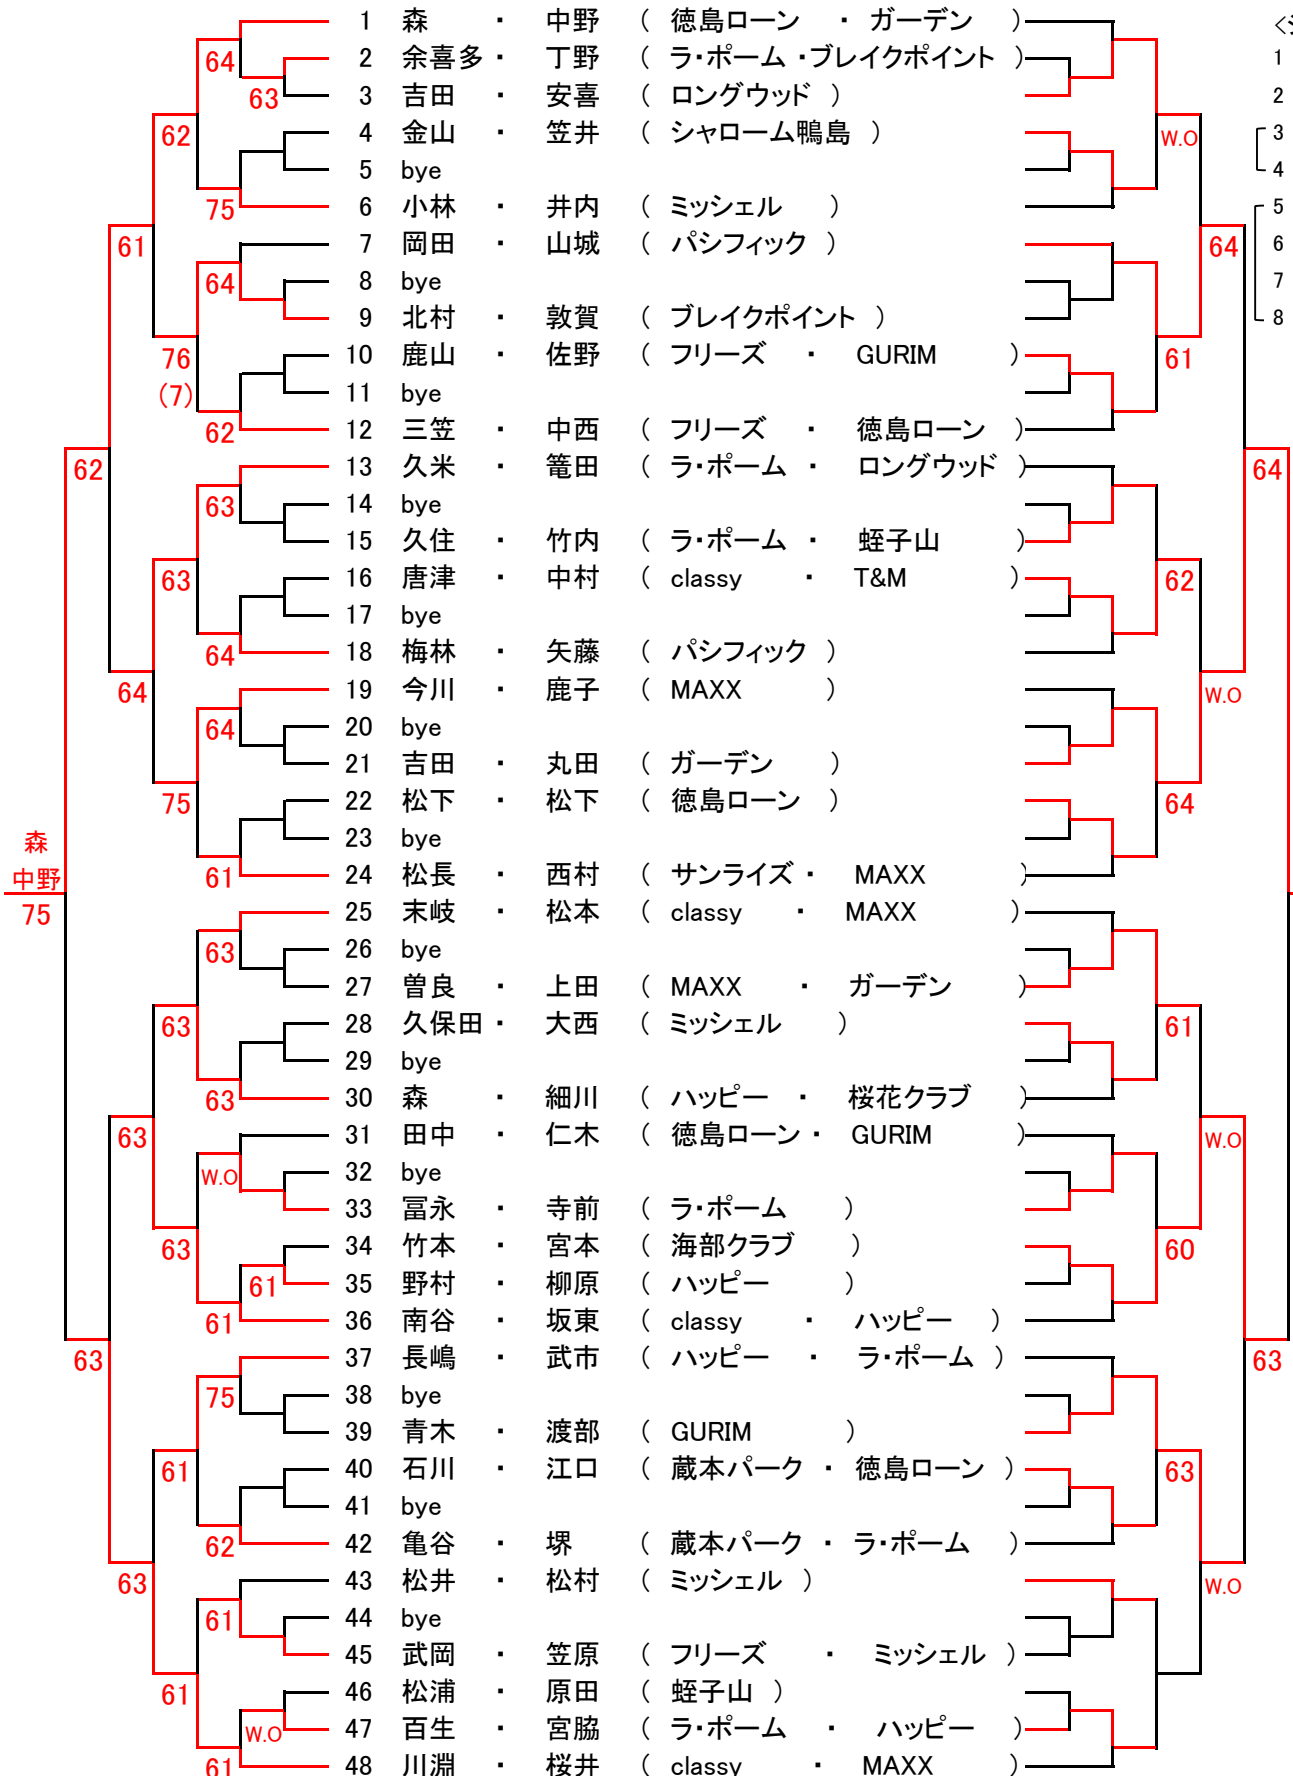 1 森 ・ 中野 ( 徳島ローン ・ ガーデン )
64 2 余喜多 ・ 丁野 ( ラ・ポーム ・ブレイクポイント ) 1
63 3 吉田 ・ 安喜 ( ロングウッド ) 2
62 4 金山 ・ 笠井 ( シャローム鴨島 ) W.O 3
5 bye 4
75 6 小林 ・ 井内 ( ミッシェル ) 5
61 7 岡田 ・ 山城 ( パシフィック ) 64 6
64 8 bye 7
9 北村 ・ 敦賀 ( ブレイクポイント ) 8
76 10 鹿山 ・ 佐野 ( フリーズ ・ GURIM ) 61
(7) 11 bye
62 12 三笠 ・ 中西 ( フリーズ ・ 徳島ローン )
62 13 久米 ・ 篭田 ( ラ・ポーム ・ ロングウッド ) 64
63 14 bye
15 久住 ・ 竹内 ( ラ・ポーム ・ 蛭子山 )
63 16 唐津 ・ 中村 ( classy ・ T&M ) 62
17 bye
64 18 梅林 ・ 矢藤 ( パシフィック )
64 19 今川 ・ 鹿子 ( MAXX ) W.O
64 20 bye
21 吉田 ・ 丸田 ( ガーデン )
75 22 松下 ・ 松下 ( 徳島ローン ) 64
森 23 bye
中野 61 24 松長 ・ 西村 ( サンライズ ・ MAXX )
75 25 末岐 ・ 松本 ( classy ・ MAXX )
63 26 bye
27 曽良 ・ 上田 ( MAXX ・ ガーデン )
63 28 久保田 ・ 大西 ( ミッシェル ) 61
29 bye
63 30 森 ・ 細川 ( ハッピー ・ 桜花クラブ )
63 31 田中 ・ 仁木 ( 徳島ローン ・ GURIM ) W.O
W.O 32 bye
33 冨永 ・ 寺前 ( ラ・ポーム )
63 34 竹本 ・ 宮本 ( 海部クラブ ) 60
61 35 野村 ・ 柳原 ( ハッピー )
61 36 南谷 ・ 坂東 ( classy ・ ハッピー )
63 37 長嶋 ・ 武市 ( ハッピー ・ ラ・ポーム ) 63
75 38 bye
39 青木 ・ 渡部 ( GURIM )
61 40 石川 ・ 江口 ( 蔵本パーク ・ 徳島ローン ) 63
41 bye
62 42 亀谷 ・ 堺 ( 蔵本パーク ・ ラ・ポーム )
63 43 松井 ・ 松村 ( ミッシェル ) W.O
61 44 bye
45 武岡 ・ 笠原 ( フリーズ ・ ミッシェル )
61 46 松浦 ・ 原田 ( 蛭子山 )
W.O 47 百生 ・ 宮脇 ( ラ・ポーム ・ ハッピー )
61 48 川淵 ・ 桜井 ( classy ・ MAXX )